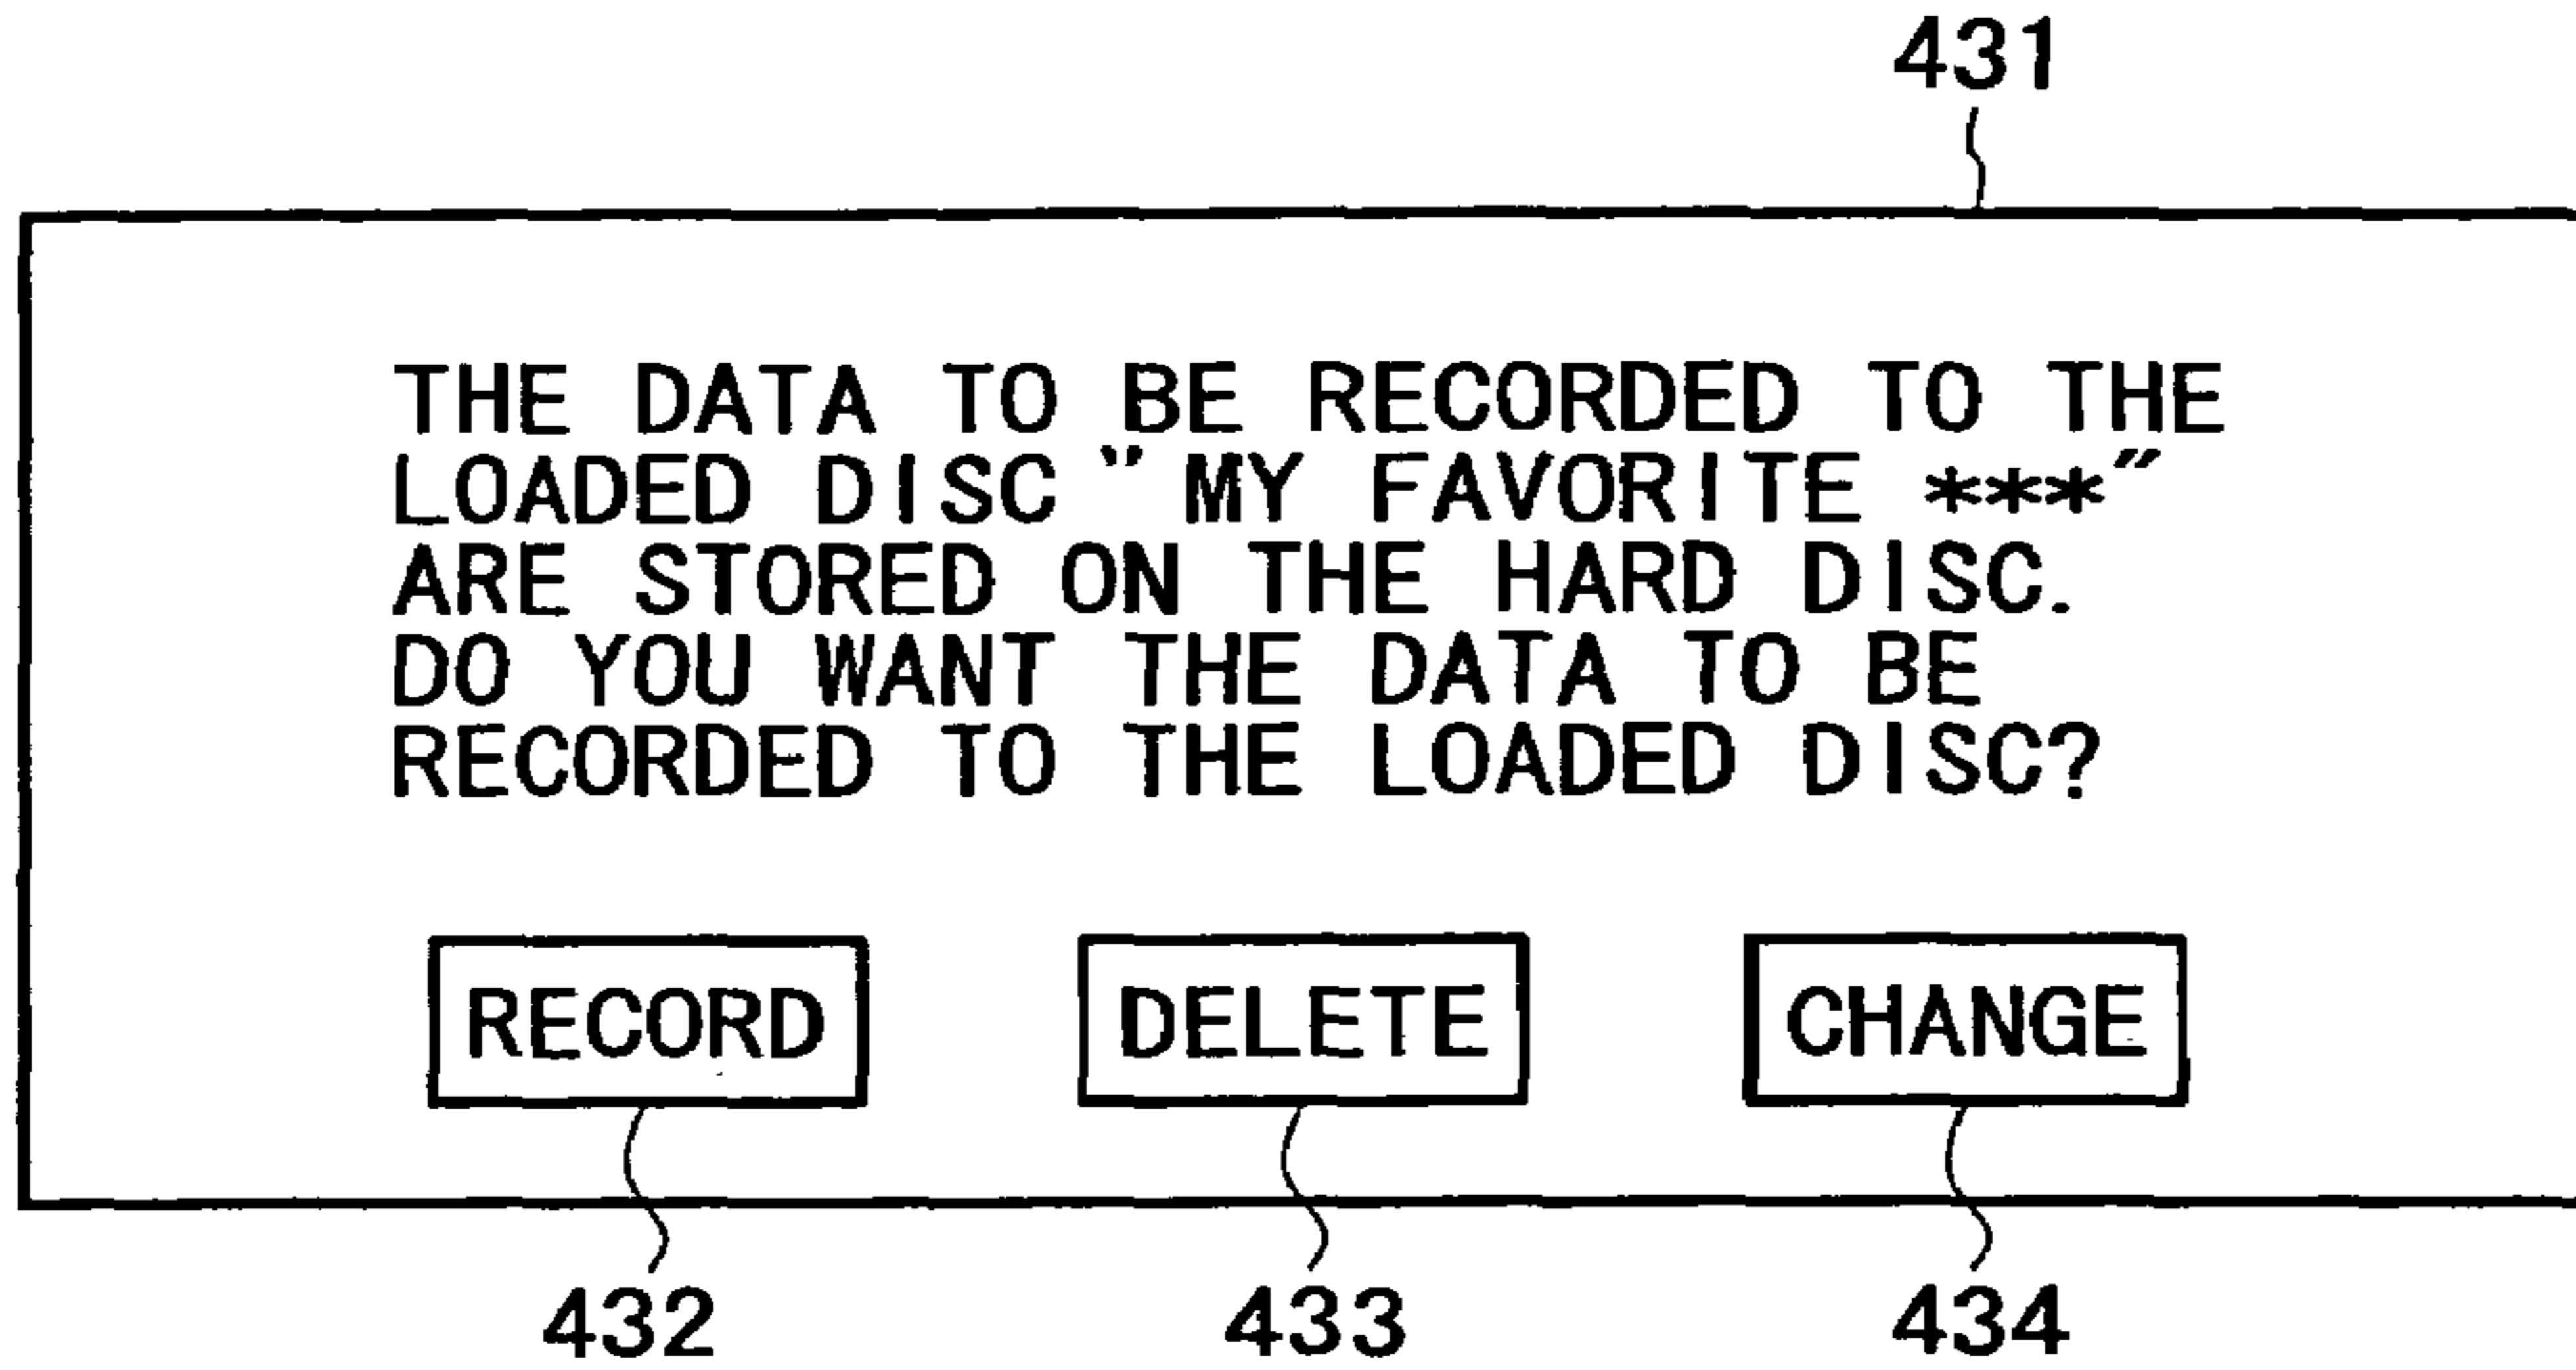 431
THE DATA TO BE RECORDED TO THE
LOADED DISC "MY FAVORITE ***"
ARE STORED ON THE HARD DISC.
DO YOU WANT THE DATA TO BE
RECORDED TO THE LOADED DISC?
RECORD DELETE CHANGE
432 433 434